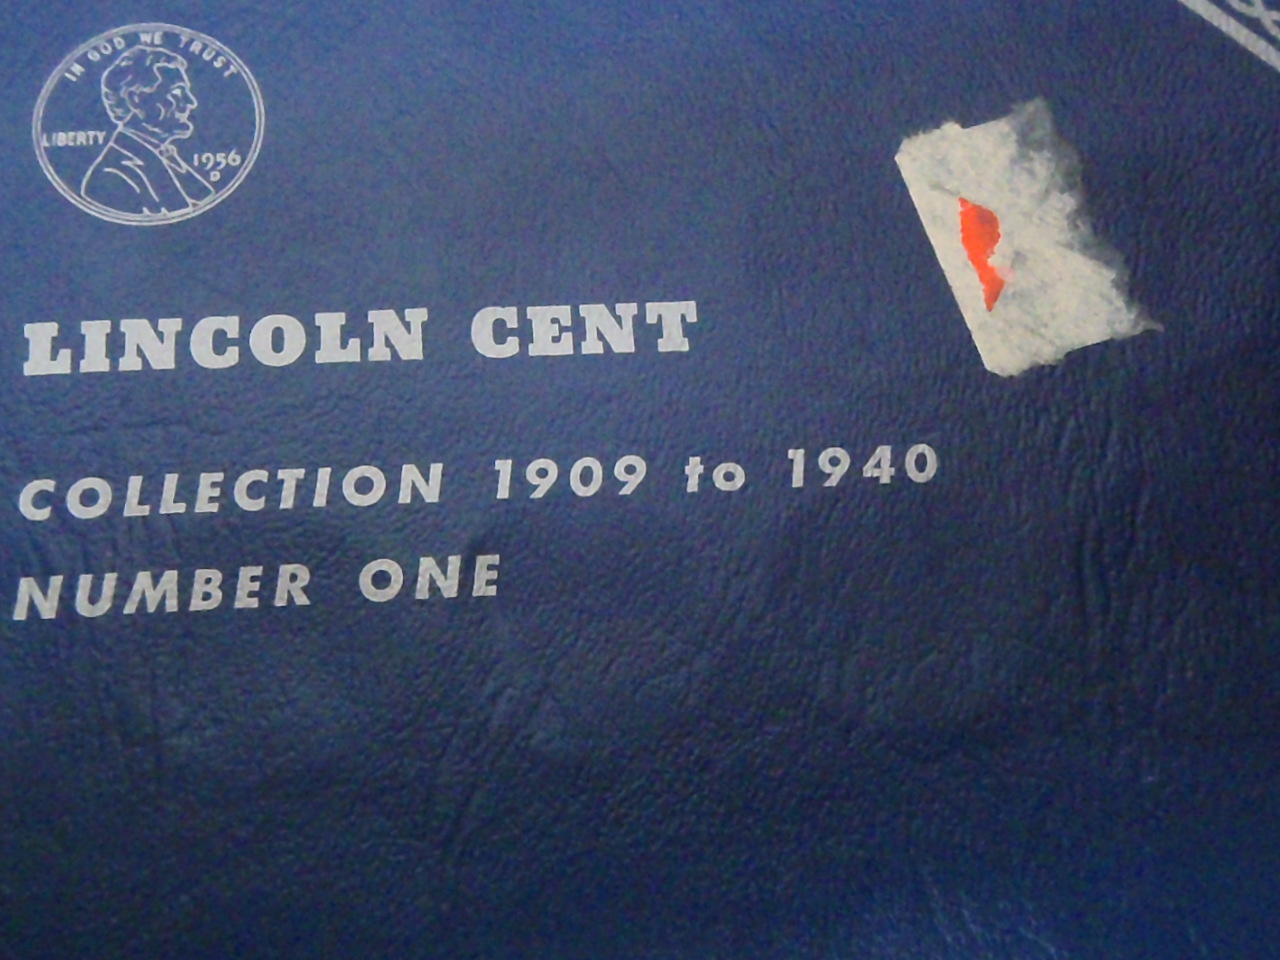 IN GOD WE TRUST
LIBERTY
1956
D
LINCOLN CENT
COLLECTION 1909 to 1940
NUMBER ONE